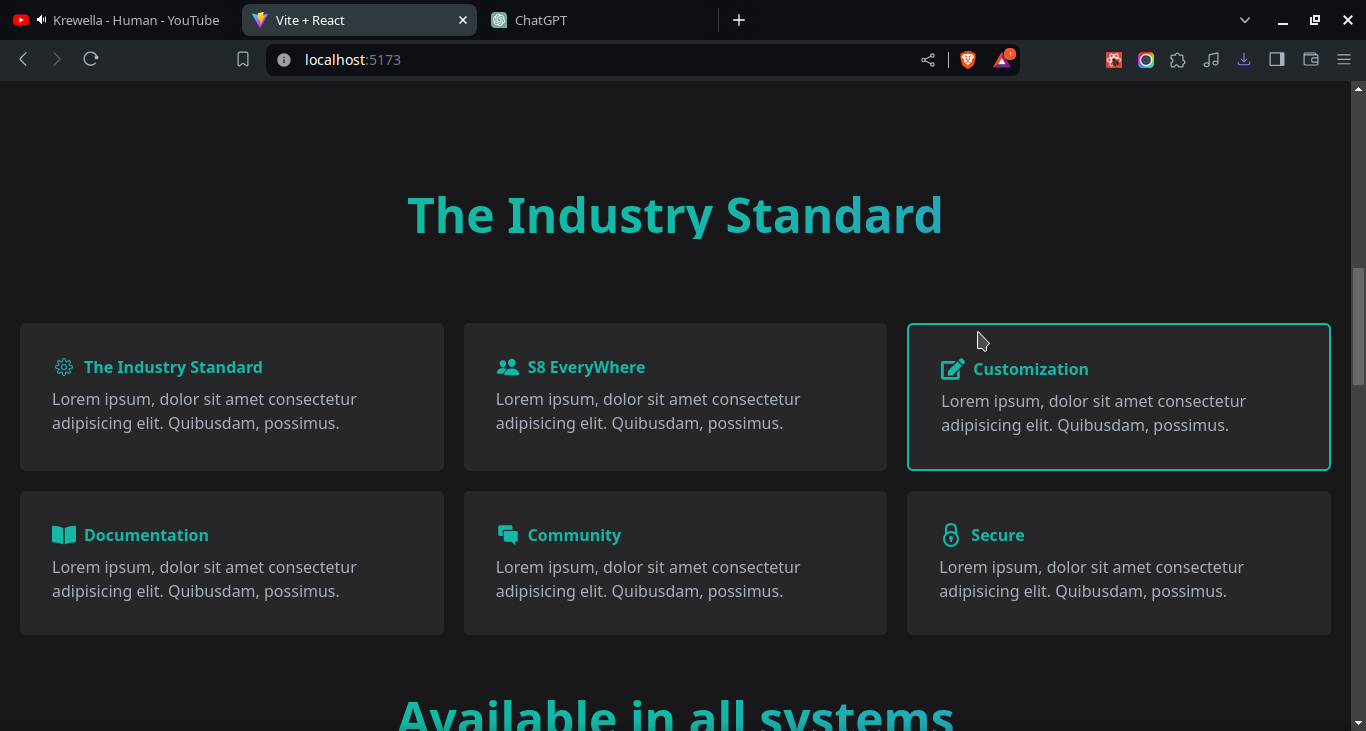 Krewella - Human - YouTube
Vite + React
ChatGPT
localhost:5173
The Industry Standard
The Industry Standard
Lorem ipsum, dolor sit amet consectetur
adipisicing elit. Quibusdam, possimus.
S8 EveryWhere
Lorem ipsum, dolor sit amet consectetur
adipisicing elit. Quibusdam, possimus.
Customization
Lorem ipsum, dolor sit amet consectetur
adipisicing elit. Quibusdam, possimus.
Documentation
Lorem ipsum, dolor sit amet consectetur
adipisicing elit. Quibusdam, possimus.
Community
Lorem ipsum, dolor sit amet consectetur
adipisicing elit. Quibusdam, possimus.
Secure
Lorem ipsum, dolor sit amet consectetur
adipisicing elit. Quibusdam, possimus.
Available in all systems